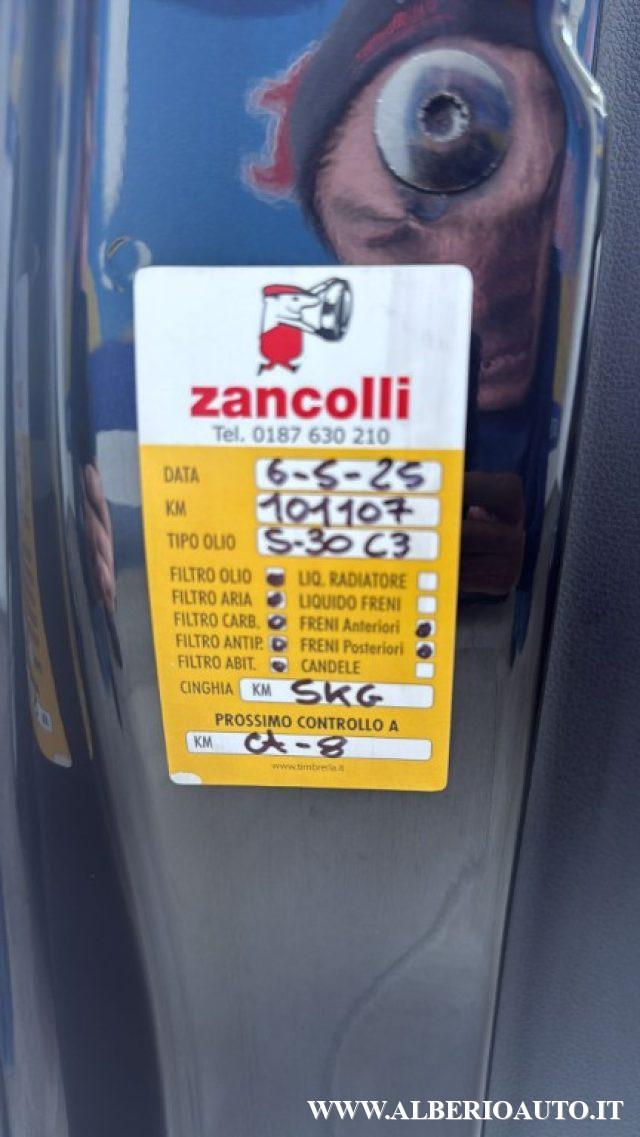 zancolli
Tel. 0187 630 210
DATA 6-5-25
KM 101107
TIPO OLIO 5-30 C3
FILTRO OLIO LIQ. RADIATORE
FILTRO ARIA LIQUIDO FRENI
FILTRO CARB. FRENI Anteriori
FILTRO ANTIP. FRENI Posteriori
FILTRO ABIT. CANDELE
CINGHIA KM SKG
PROSSIMO CONTROLLO A
KM
www.timbreria.it
WWW.ALBERIOAUTO.IT